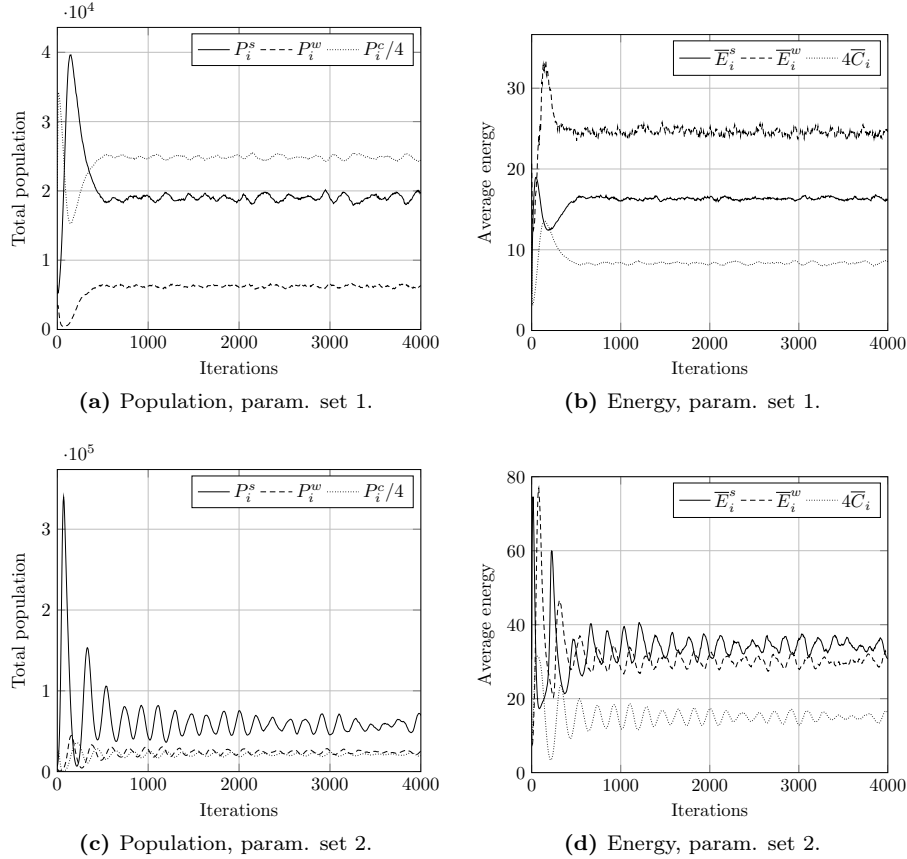 ·10^4
P_i^s P_i^w P_i^c/4
Total population
4
3
2
1
0
0 1000 2000 3000 4000
Iterations
(a) Population, param. set 1.
E̅_i^s E̅_i^w 4C̅_i
Average energy
30
20
10
0
0 1000 2000 3000 4000
Iterations
(b) Energy, param. set 1.
·10^5
P_i^s P_i^w P_i^c/4
Total population
3
2
1
0
0 1000 2000 3000 4000
Iterations
(c) Population, param. set 2.
E̅_i^s E̅_i^w 4C̅_i
Average energy
80
60
40
20
0
0 1000 2000 3000 4000
Iterations
(d) Energy, param. set 2.